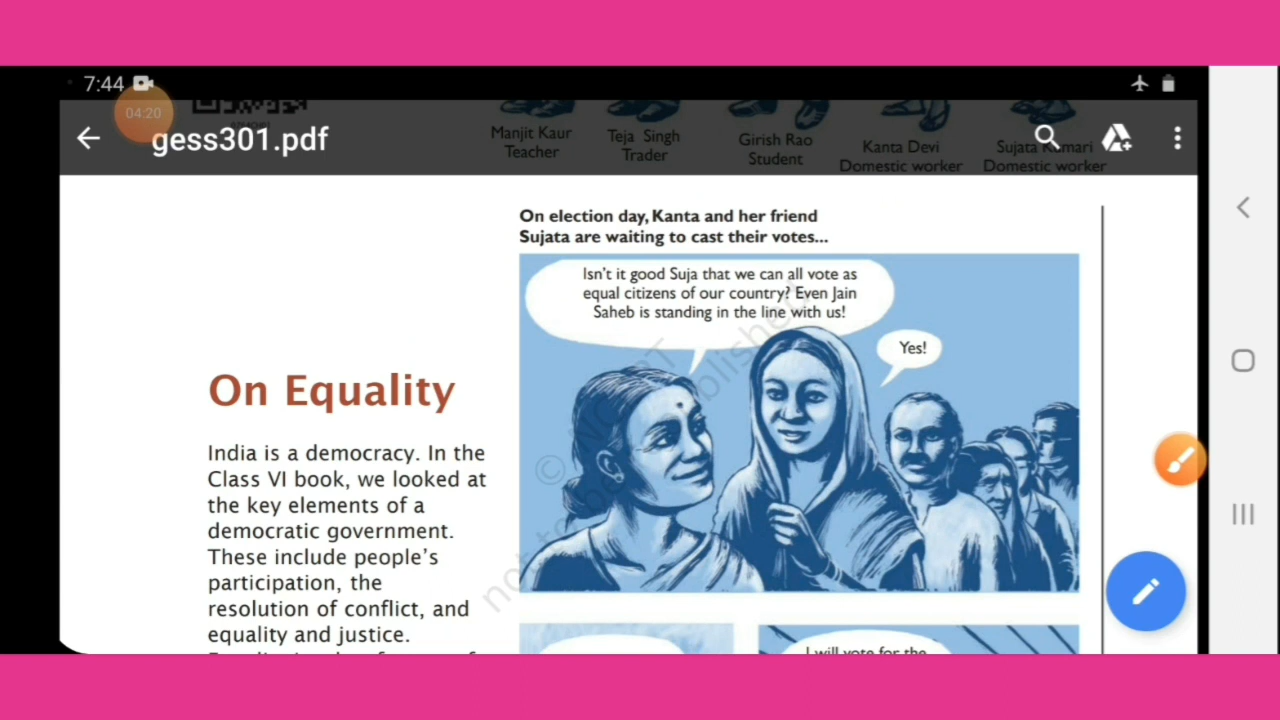 7:44
04:20
gess301.pdf
Manjit Kaur
Teacher
Teja Singh
Trader
Girish Rao
Student
Kanta Devi
Domestic worker
Sujata Kumari
Domestic worker
On election day, Kanta and her friend
Sujata are waiting to cast their votes...
Isn't it good Suja that we can all vote as
equal citizens of our country? Even Jain
Saheb is standing in the line with us!
Yes!
On Equality
India is a democracy. In the
Class VI book, we looked at
the key elements of a
democratic government.
These include people's
participation, the
resolution of conflict, and
equality and justice.
I will vote for the